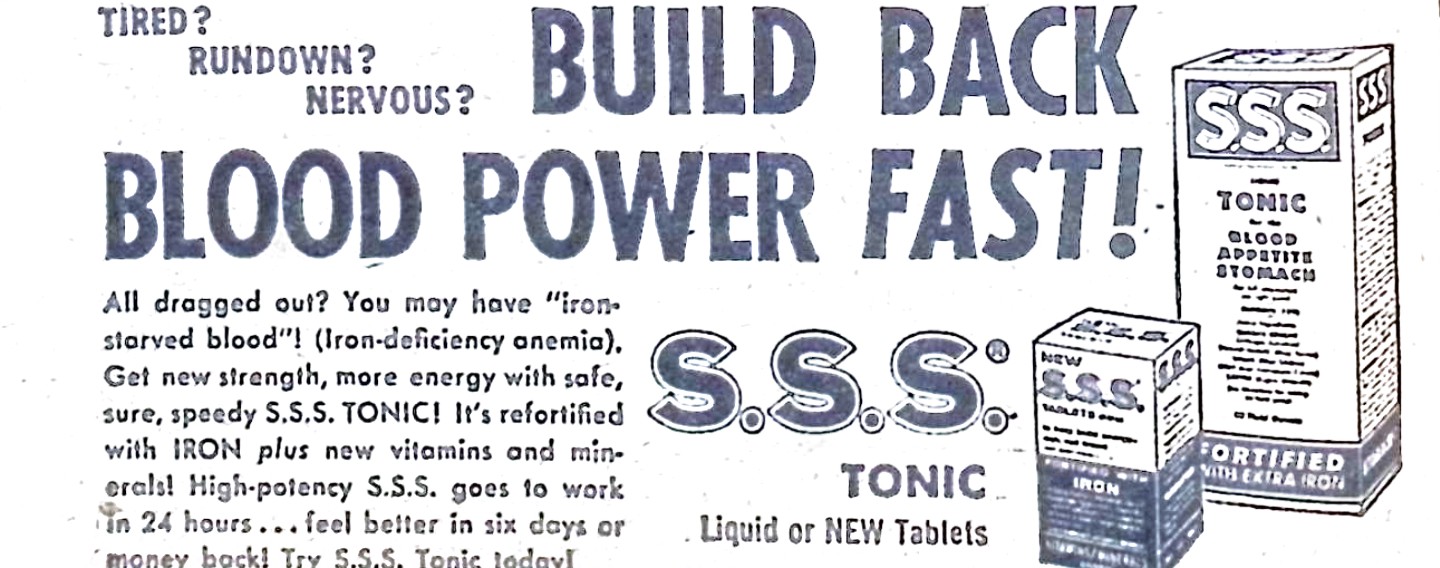 TIRED?
RUNDOWN?
NERVOUS?
BUILD BACK
BLOOD POWER FAST!
All dragged out? You may have "iron-
starved blood"! (Iron-deficiency anemia).
Get new strength, more energy with safe,
sure, speedy S.S.S. TONIC! It's refortified
with IRON plus new vitamins and min-
erals! High-potency S.S.S. goes to work
in 24 hours... feel better in six days or
money back! Try S.S.S. Tonic today!
S.S.S.®
TONIC
Liquid or NEW Tablets
NEW
S.S.S.
IRON
S.S.S.
SSS
TONIC
BLOOD
APPETITE
STOMACH
FORTIFIED
WITH EXTRA IRON